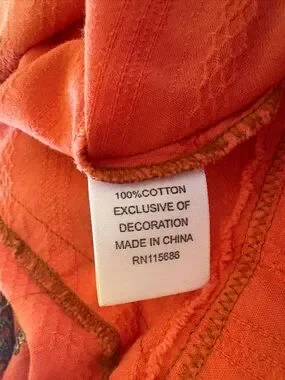 100%COTTON
EXCLUSIVE OF
DECORATION
MADE IN CHINA
RN115686